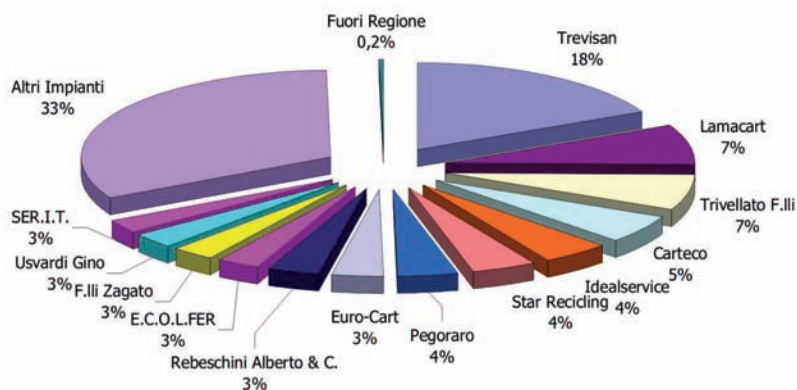 Fuori Regione
0,2%
Trevisan
18%
Lamacart
7%
Trivellato F.lli
7%
Carteco
5%
Idealservice
4%
Star Recicling
4%
Pegoraro
4%
Euro-Cart
3%
Rebeschini Alberto & C.
3%
E.C.O.L.FER
3%
F.lli Zagato
3%
Usvardi Gino
3%
SER.I.T.
3%
Altri Impianti
33%